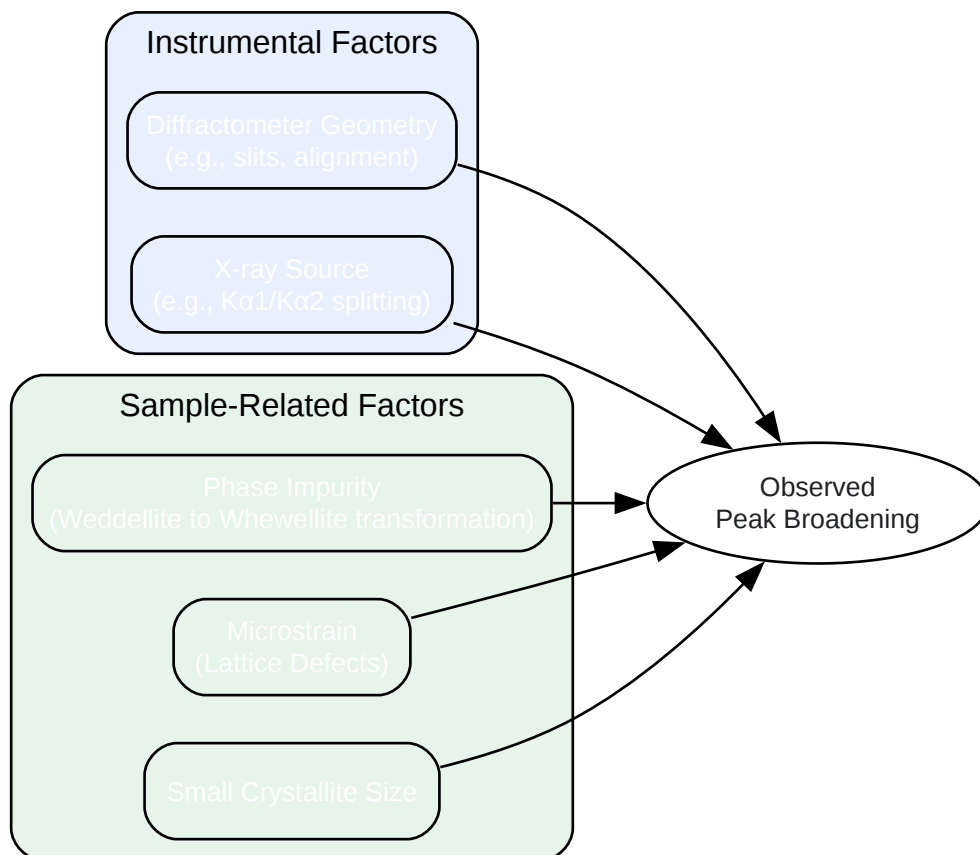 Instrumental Factors
Diffractometer Geometry
(e.g., slits, alignment)
X-ray Source
(e.g., Kα1/Kα2 splitting)
Sample-Related Factors
Phase Impurity
(Weddellite to Whewellite transformation)
Microstrain
(Lattice Defects)
Small Crystallite Size
Observed
Peak Broadening